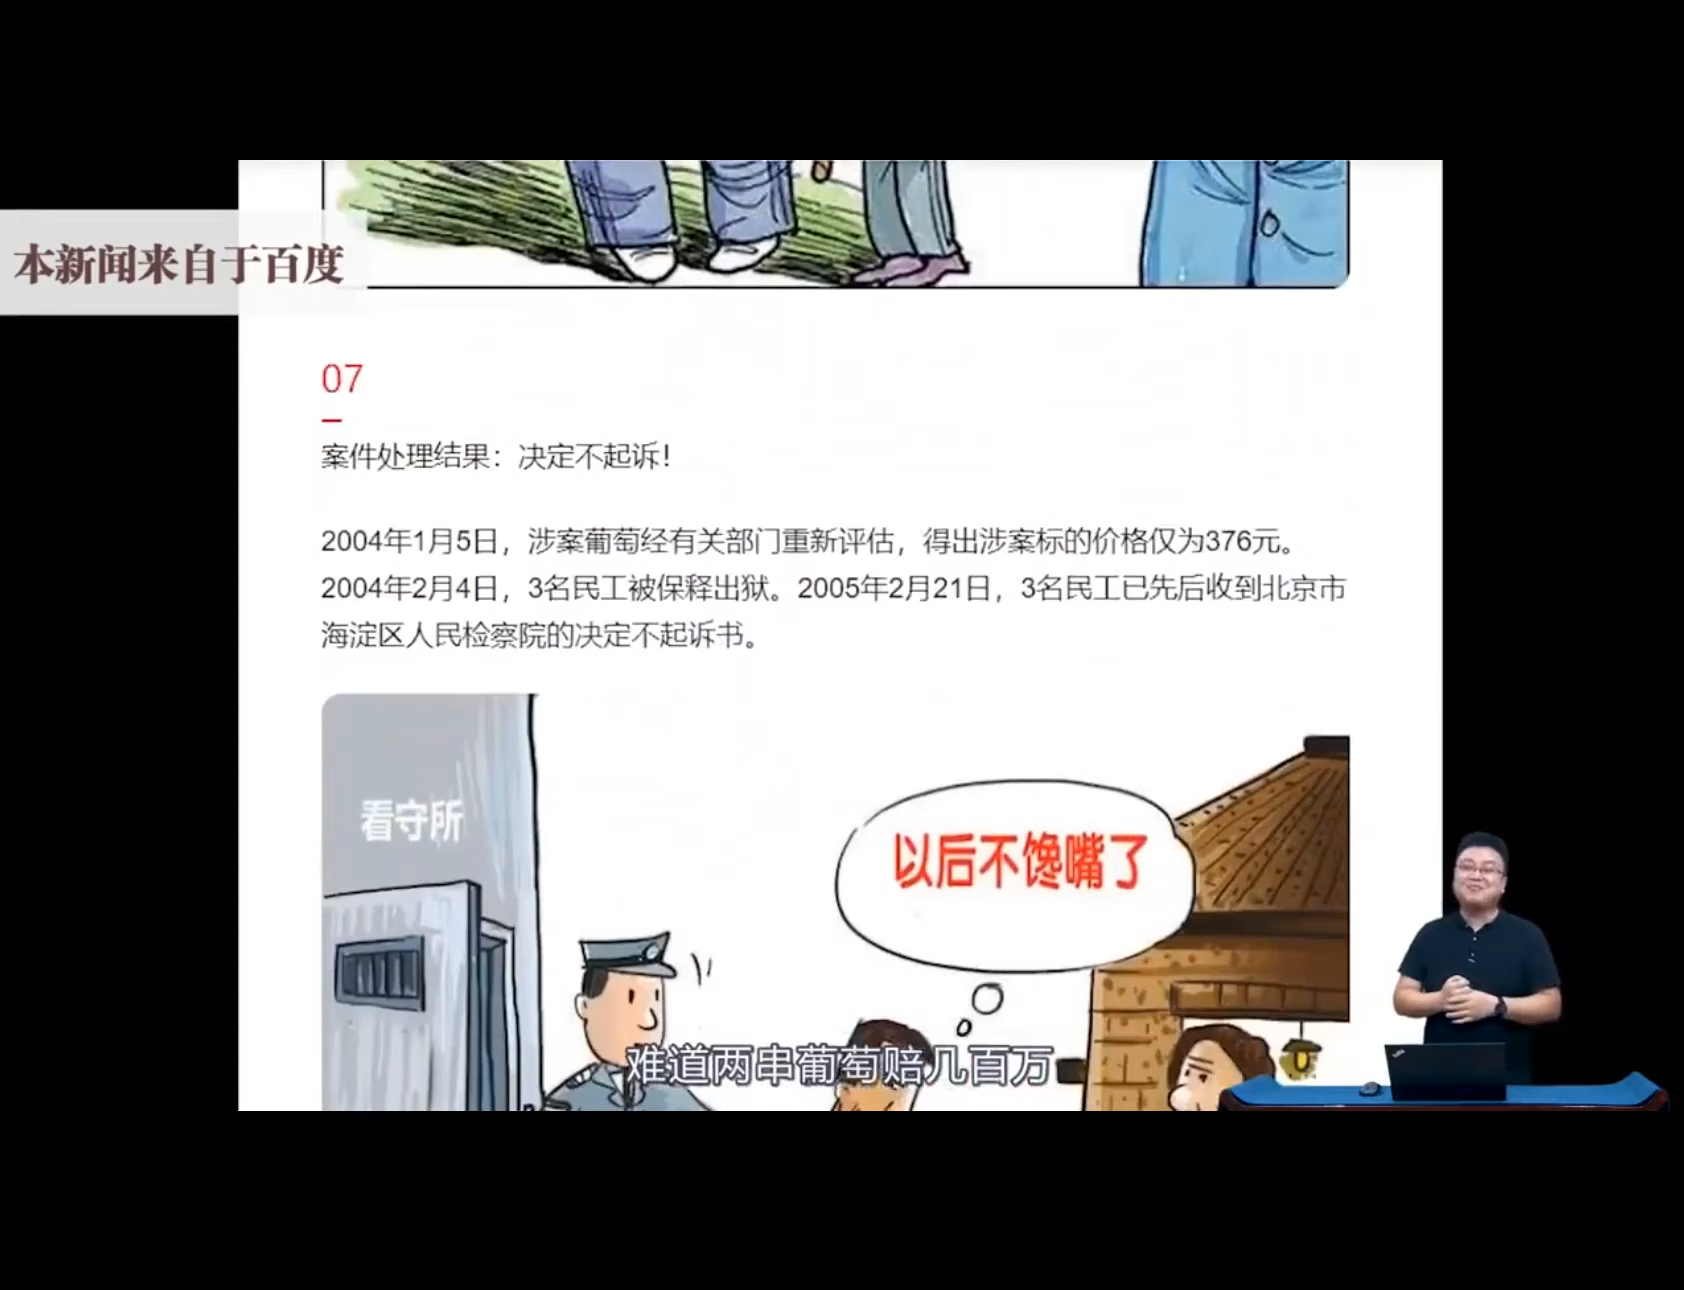 本新闻来自于百度
07
案件处理结果：决定不起诉！
2004年1月5日，涉案葡萄经有关部门重新评估，得出涉案标的价格仅为376元。
2004年2月4日，3名民工被保释出狱。2005年2月21日，3名民工已先后收到北京市
海淀区人民检察院的决定不起诉书。
看守所
以后不馋嘴了
难道两串葡萄赔几百万